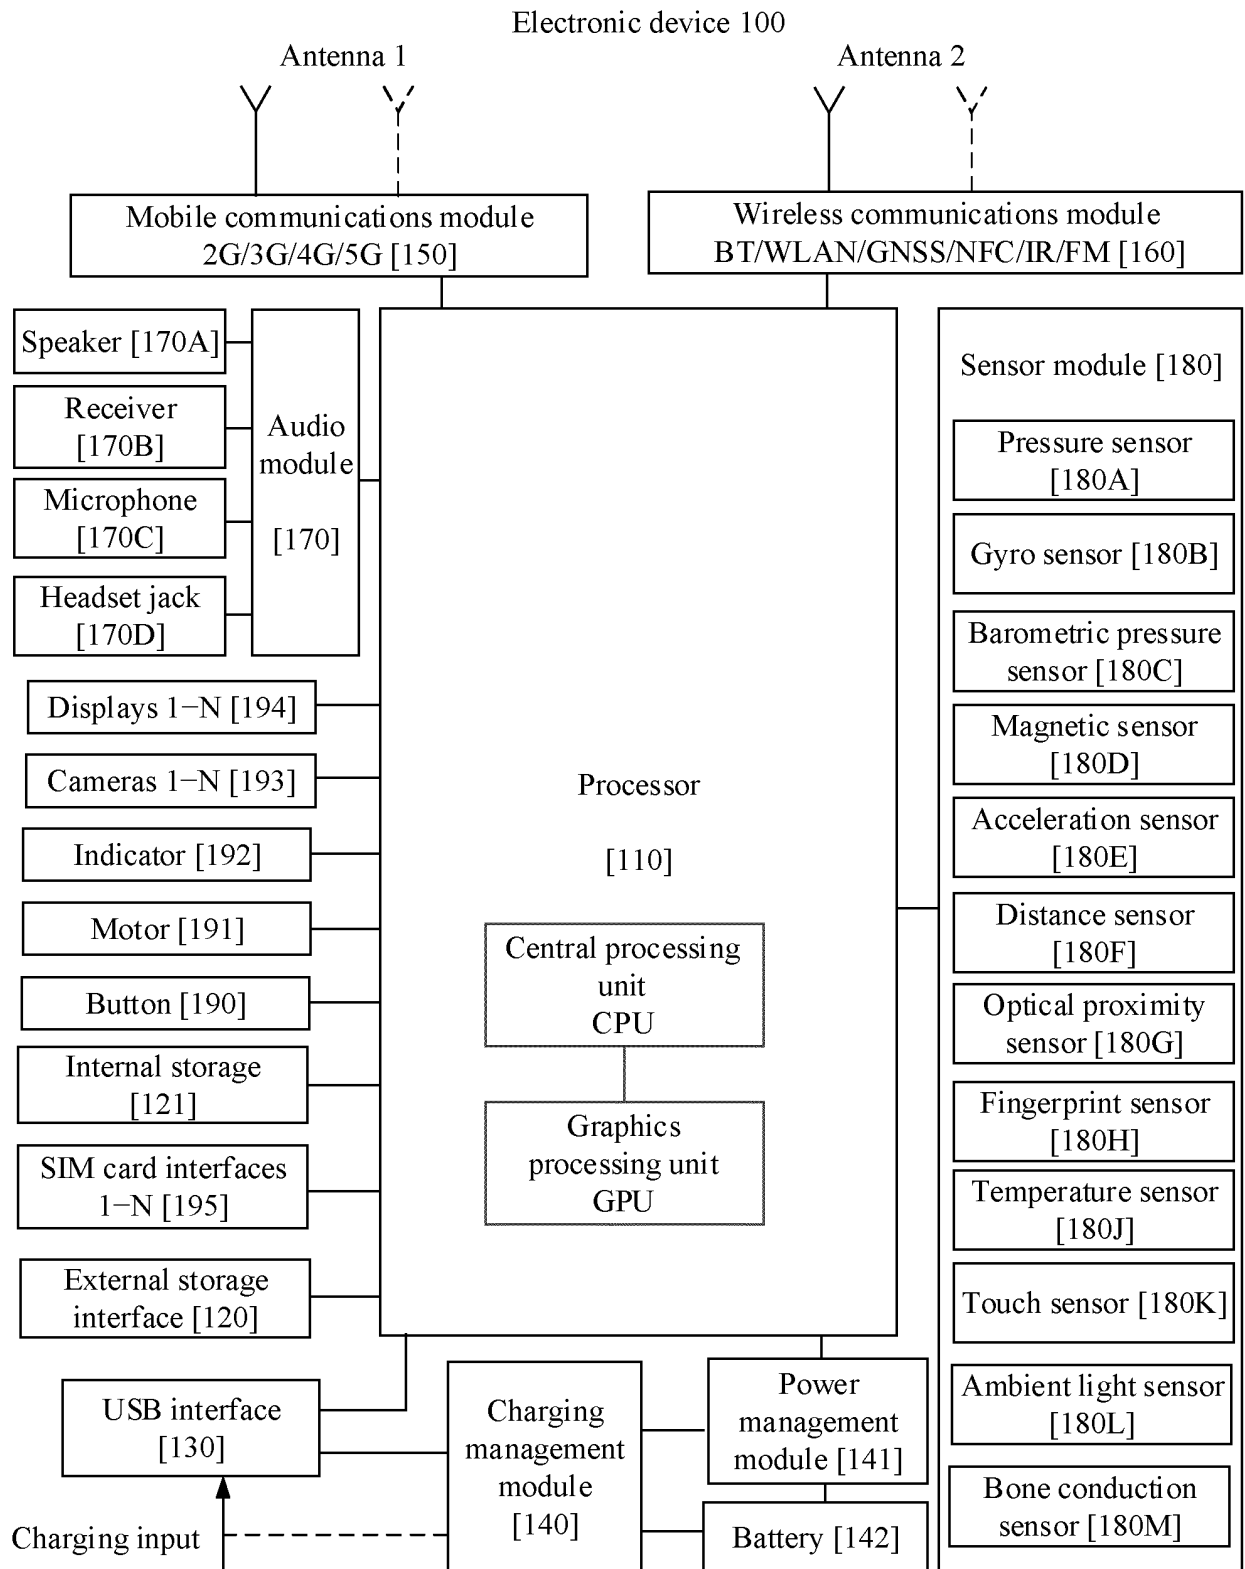 Electronic device 100
Antenna 1
Antenna 2
Mobile communications module
2G/3G/4G/5G [150]
Wireless communications module
BT/WLAN/GNSS/NFC/IR/FM [160]
Speaker [170A]
Receiver
[170B]
Microphone
[170C]
Headset jack
[170D]
Audio
module
[170]
Displays 1−N [194]
Cameras 1−N [193]
Indicator [192]
Motor [191]
Button [190]
Internal storage
[121]
SIM card interfaces
1−N [195]
External storage
interface [120]
Processor
[110]
Central processing
unit
CPU
Graphics
processing unit
GPU
Sensor module [180]
Pressure sensor
[180A]
Gyro sensor [180B]
Barometric pressure
sensor [180C]
Magnetic sensor
[180D]
Acceleration sensor
[180E]
Distance sensor
[180F]
Optical proximity
sensor [180G]
Fingerprint sensor
[180H]
Temperature sensor
[180J]
Touch sensor [180K]
Ambient light sensor
[180L]
Bone conduction
sensor [180M]
USB interface
[130]
Charging input
Charging
management
module
[140]
Power
management
module [141]
Battery [142]